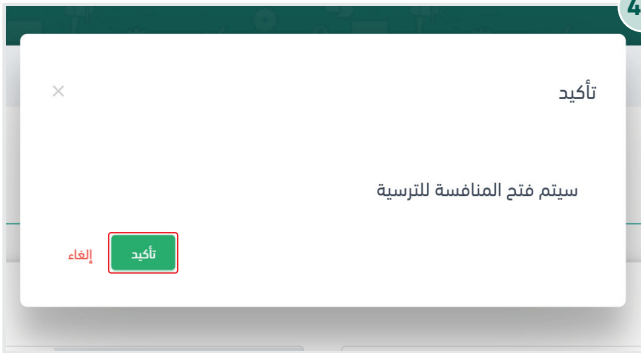 4
تأكيد
سيتم فتح المنافسة للترسية
تأكيد إلغاء